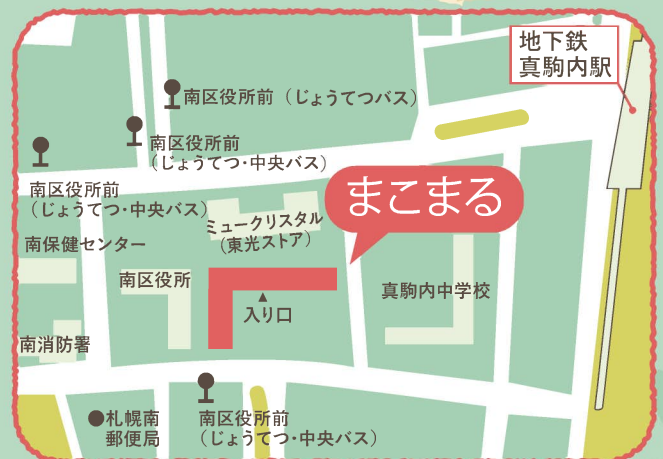 地下鉄
真駒内駅
南区役所前（じょうてつバス）
南区役所前
（じょうてつ・中央バス）
南区役所前
（じょうてつ・中央バス）
まこまる
ミュークリスタル
（東光ストア）
南保健センター
南区役所
真駒内中学校
入り口
南消防署
札幌南
郵便局
南区役所前
（じょうてつ・中央バス）